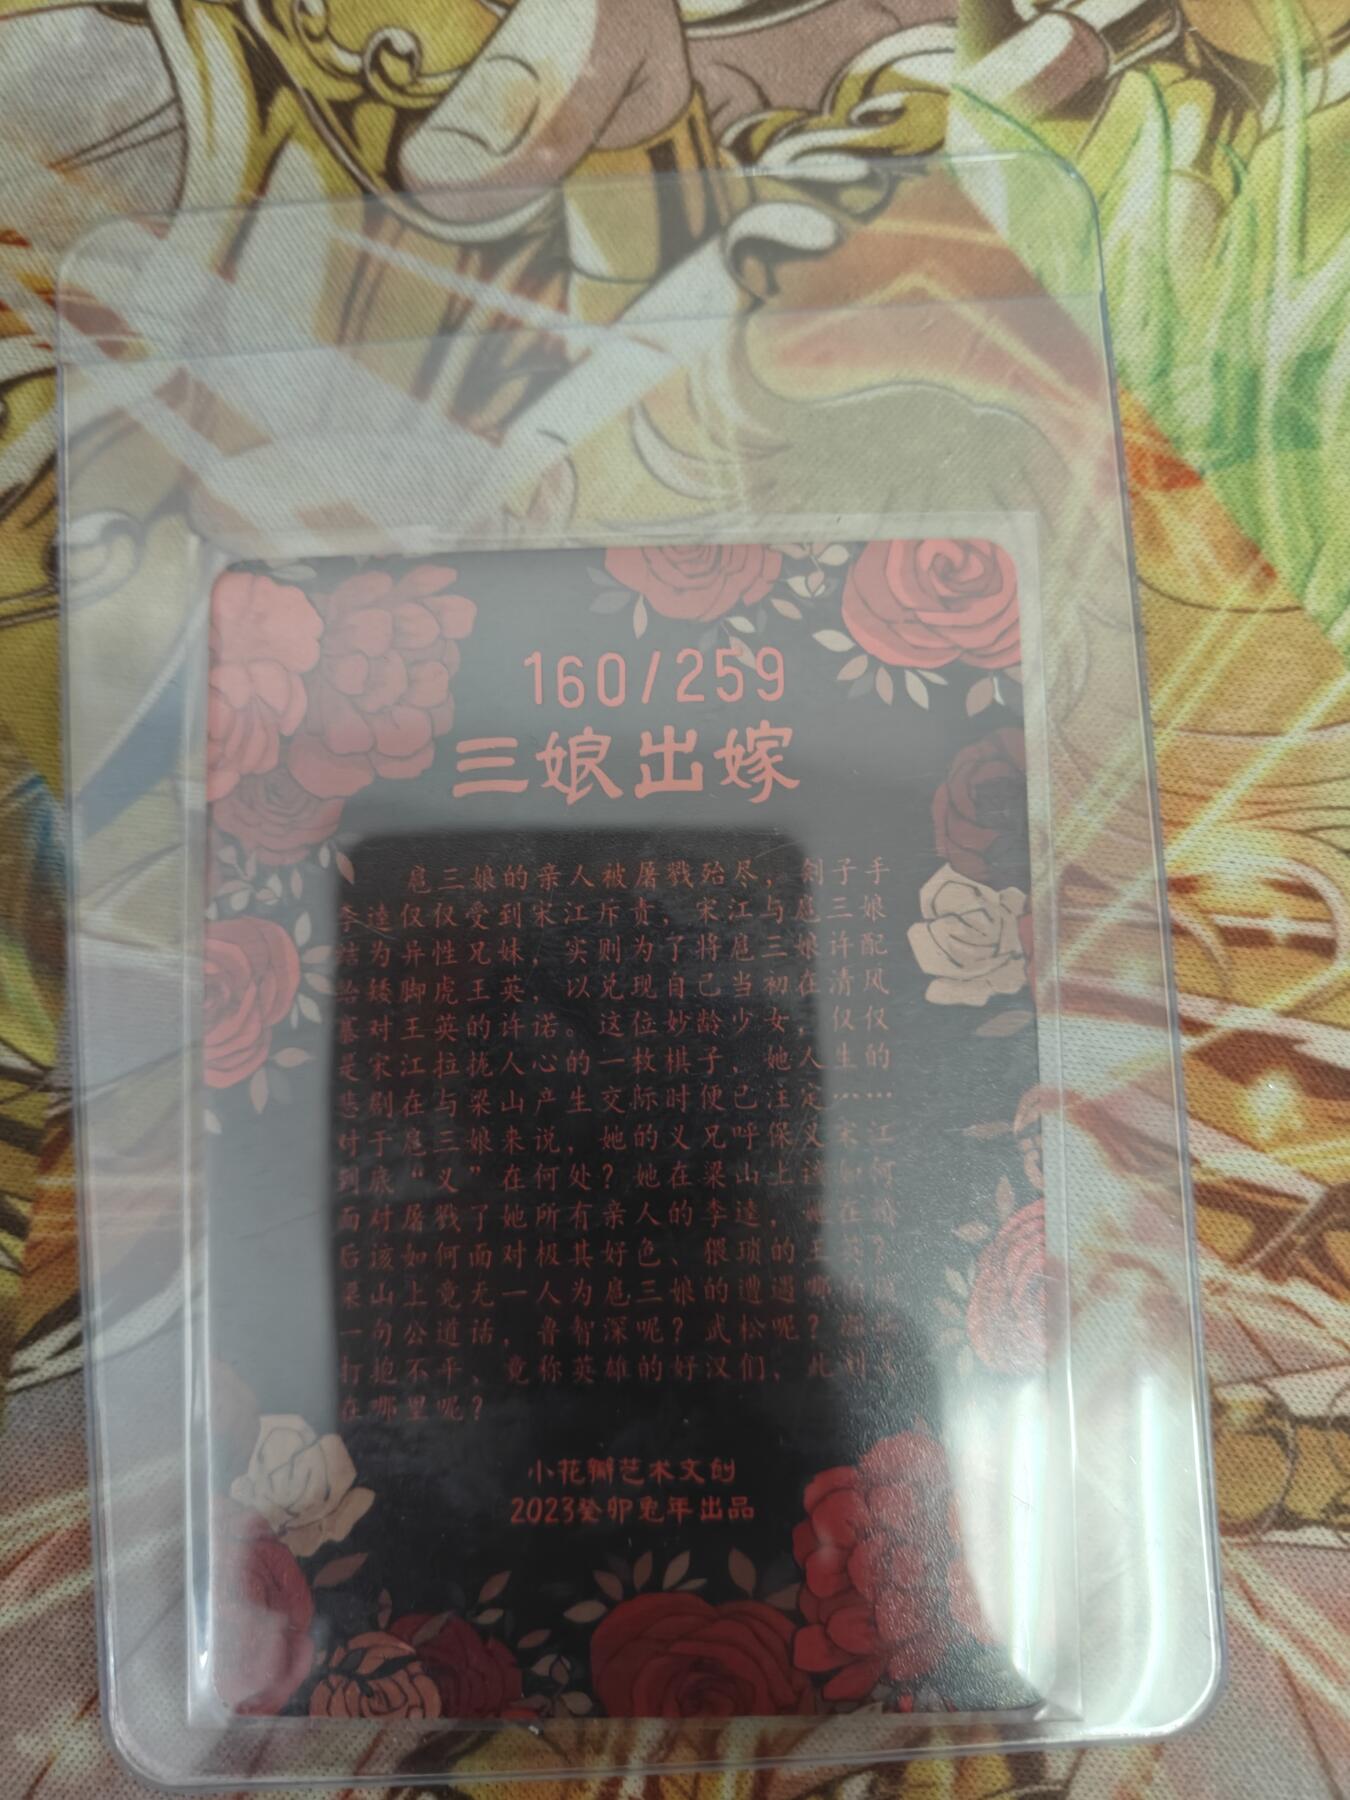 160/259
三娘出嫁
扈三娘的亲人被屠戮殆尽，刽子手
李逵仅仅受到宋江斥责，宋江与扈三娘
结为异性兄妹，实则为了将扈三娘许配
给矮脚虎王英，以兑现自己当初在清风
寨对王英的许诺。这位妙龄少女，仅仅
是宋江拉拢人心的一枚棋子，她人生的
悲剧在与梁山产生交际时便已注定……
对于扈三娘来说，她的义兄呼保义宋江
到底“义”在何处？她在梁山上该如何
面对屠戮了她所有亲人的李逵，她在婚
后该如何面对极其好色、猥琐的王英？
梁山上竟无一人为扈三娘的遭遇哪怕说
一句公道话，鲁智深呢？武松呢？
打抱不平、竟称英雄的好汉们，此刻又
在哪里呢？
小花瓣艺术文创
2023癸卯兔年出品